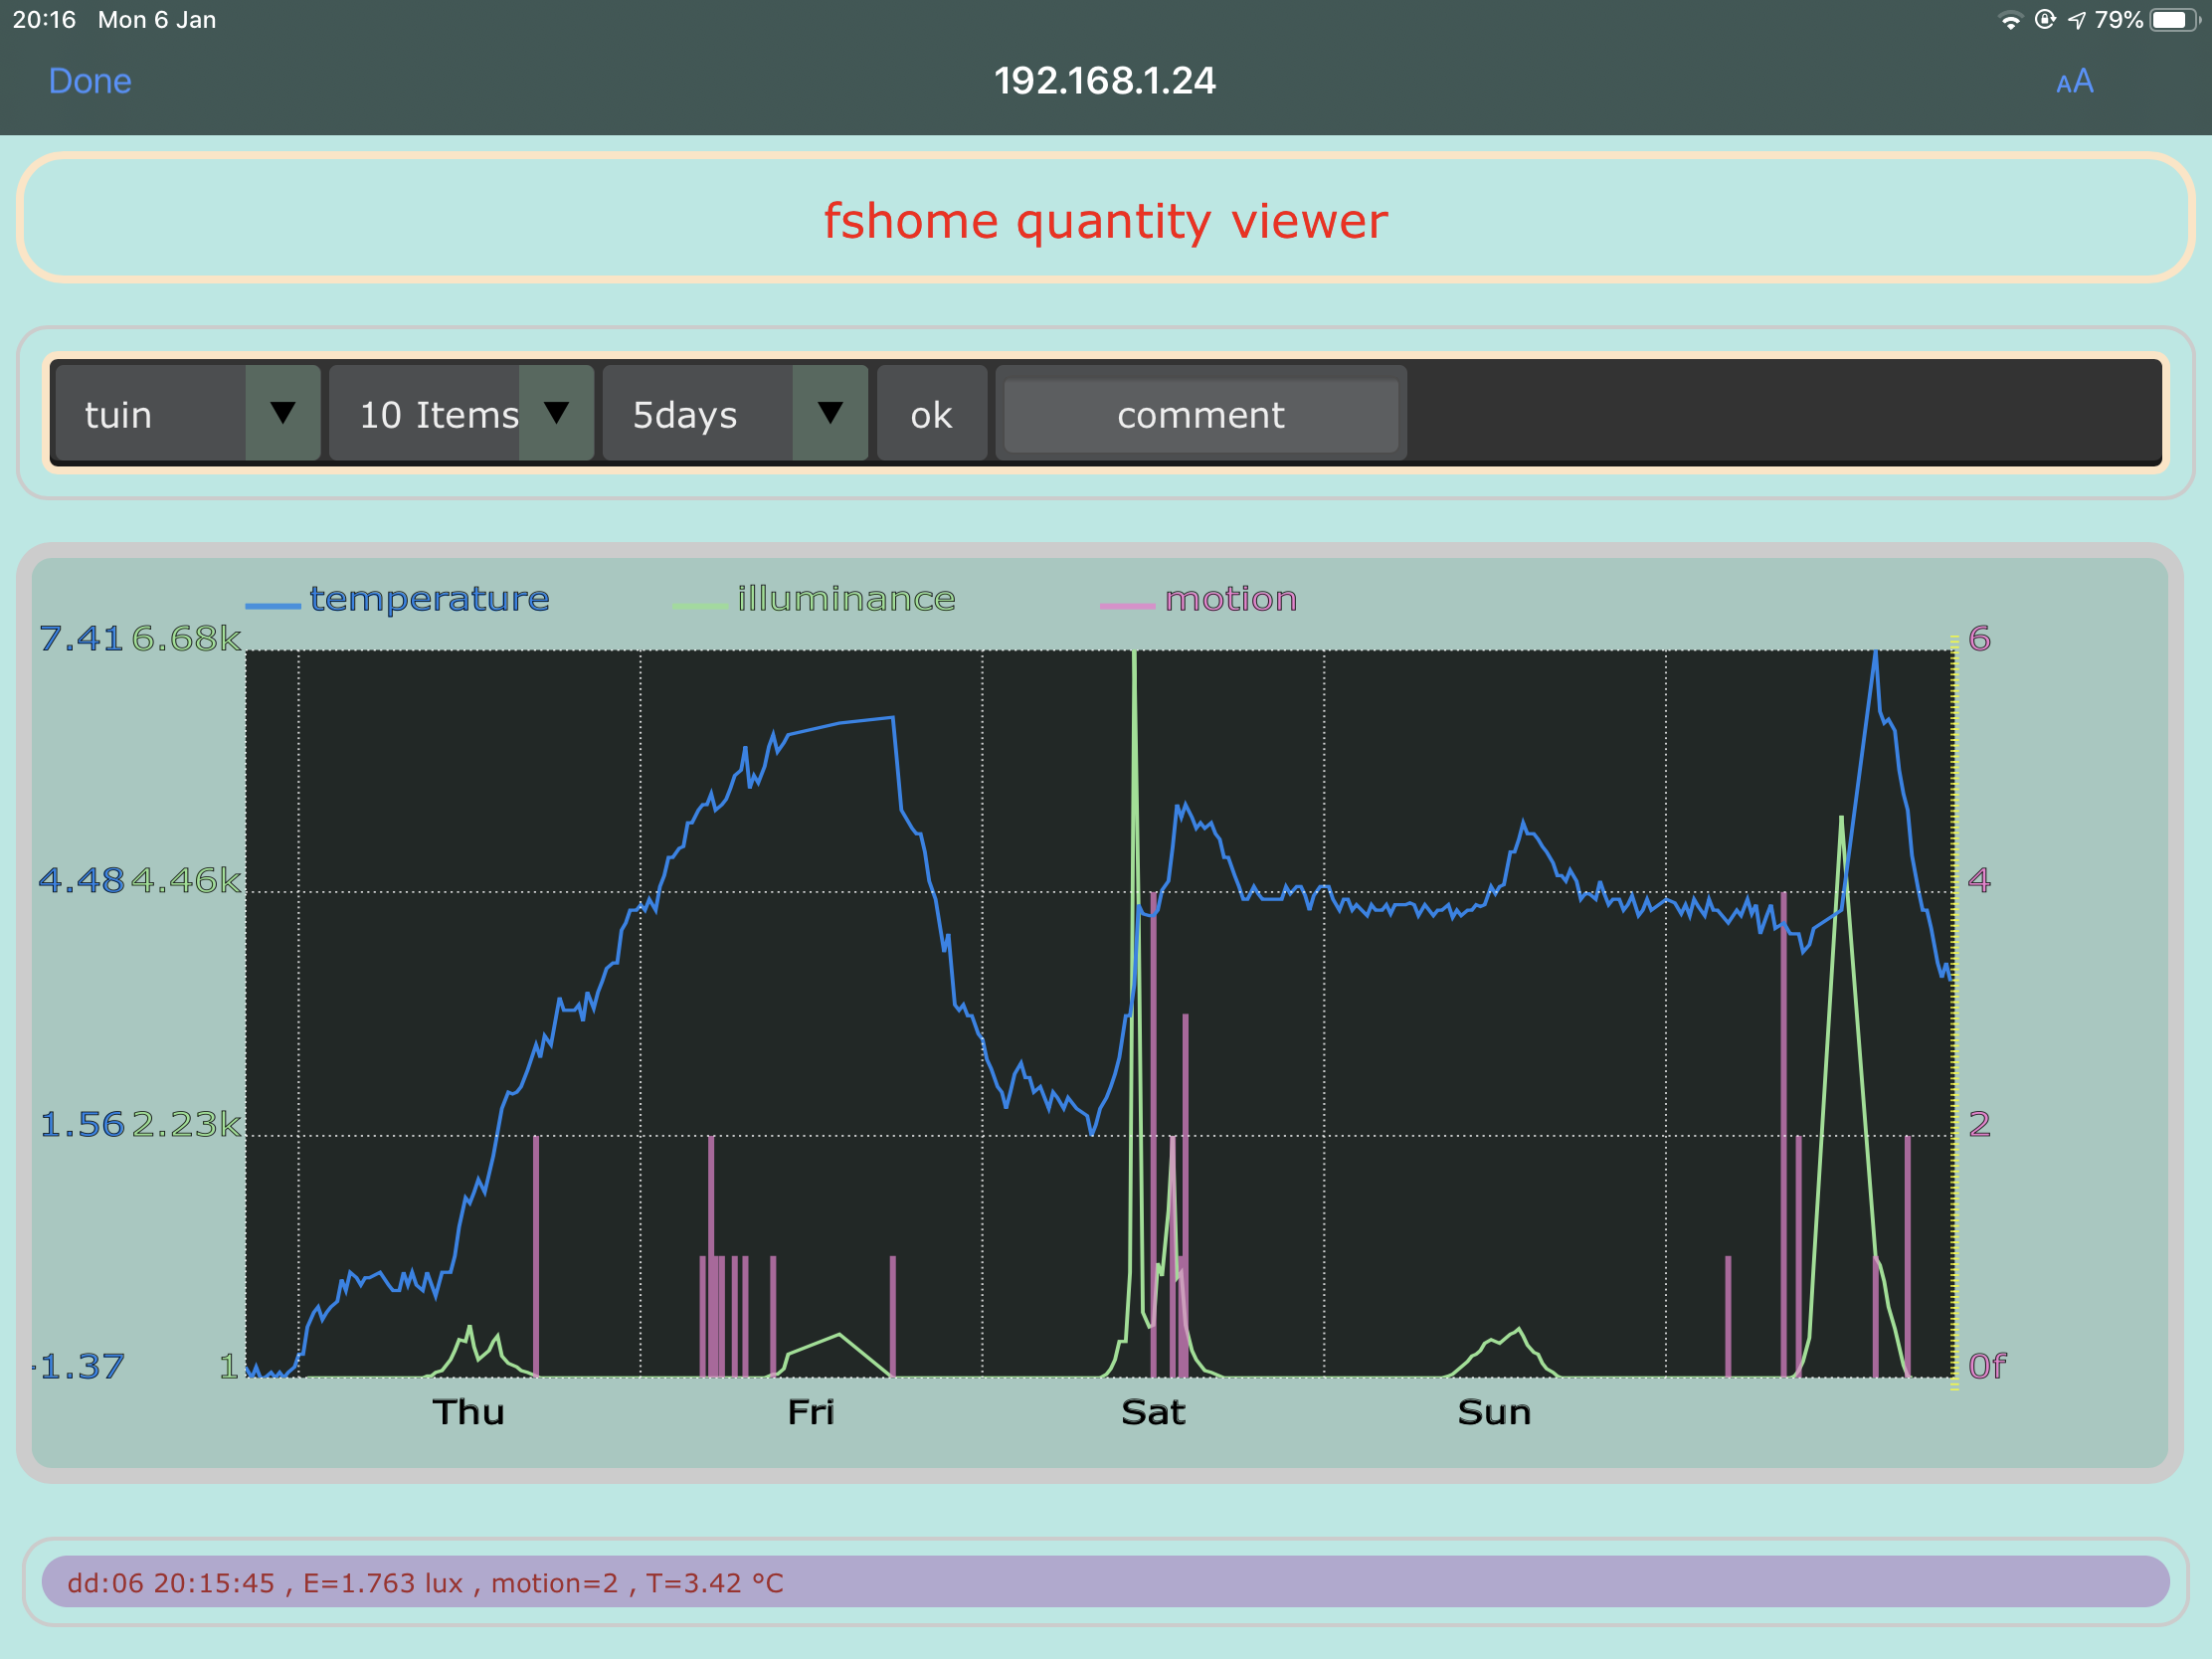 20:16 Mon 6 Jan 79%
Done 192.168.1.24 AA
fshome quantity viewer
tuin ▼ 10 Items ▼ 5days ▼ ok comment
temperature illuminance motion
7.41 6.68k 6
4.48 4.46k 4
1.56 2.23k 2
-1.37 1 0f
Thu Fri Sat Sun
dd:06 20:15:45 , E=1.763 lux , motion=2 , T=3.42 °C